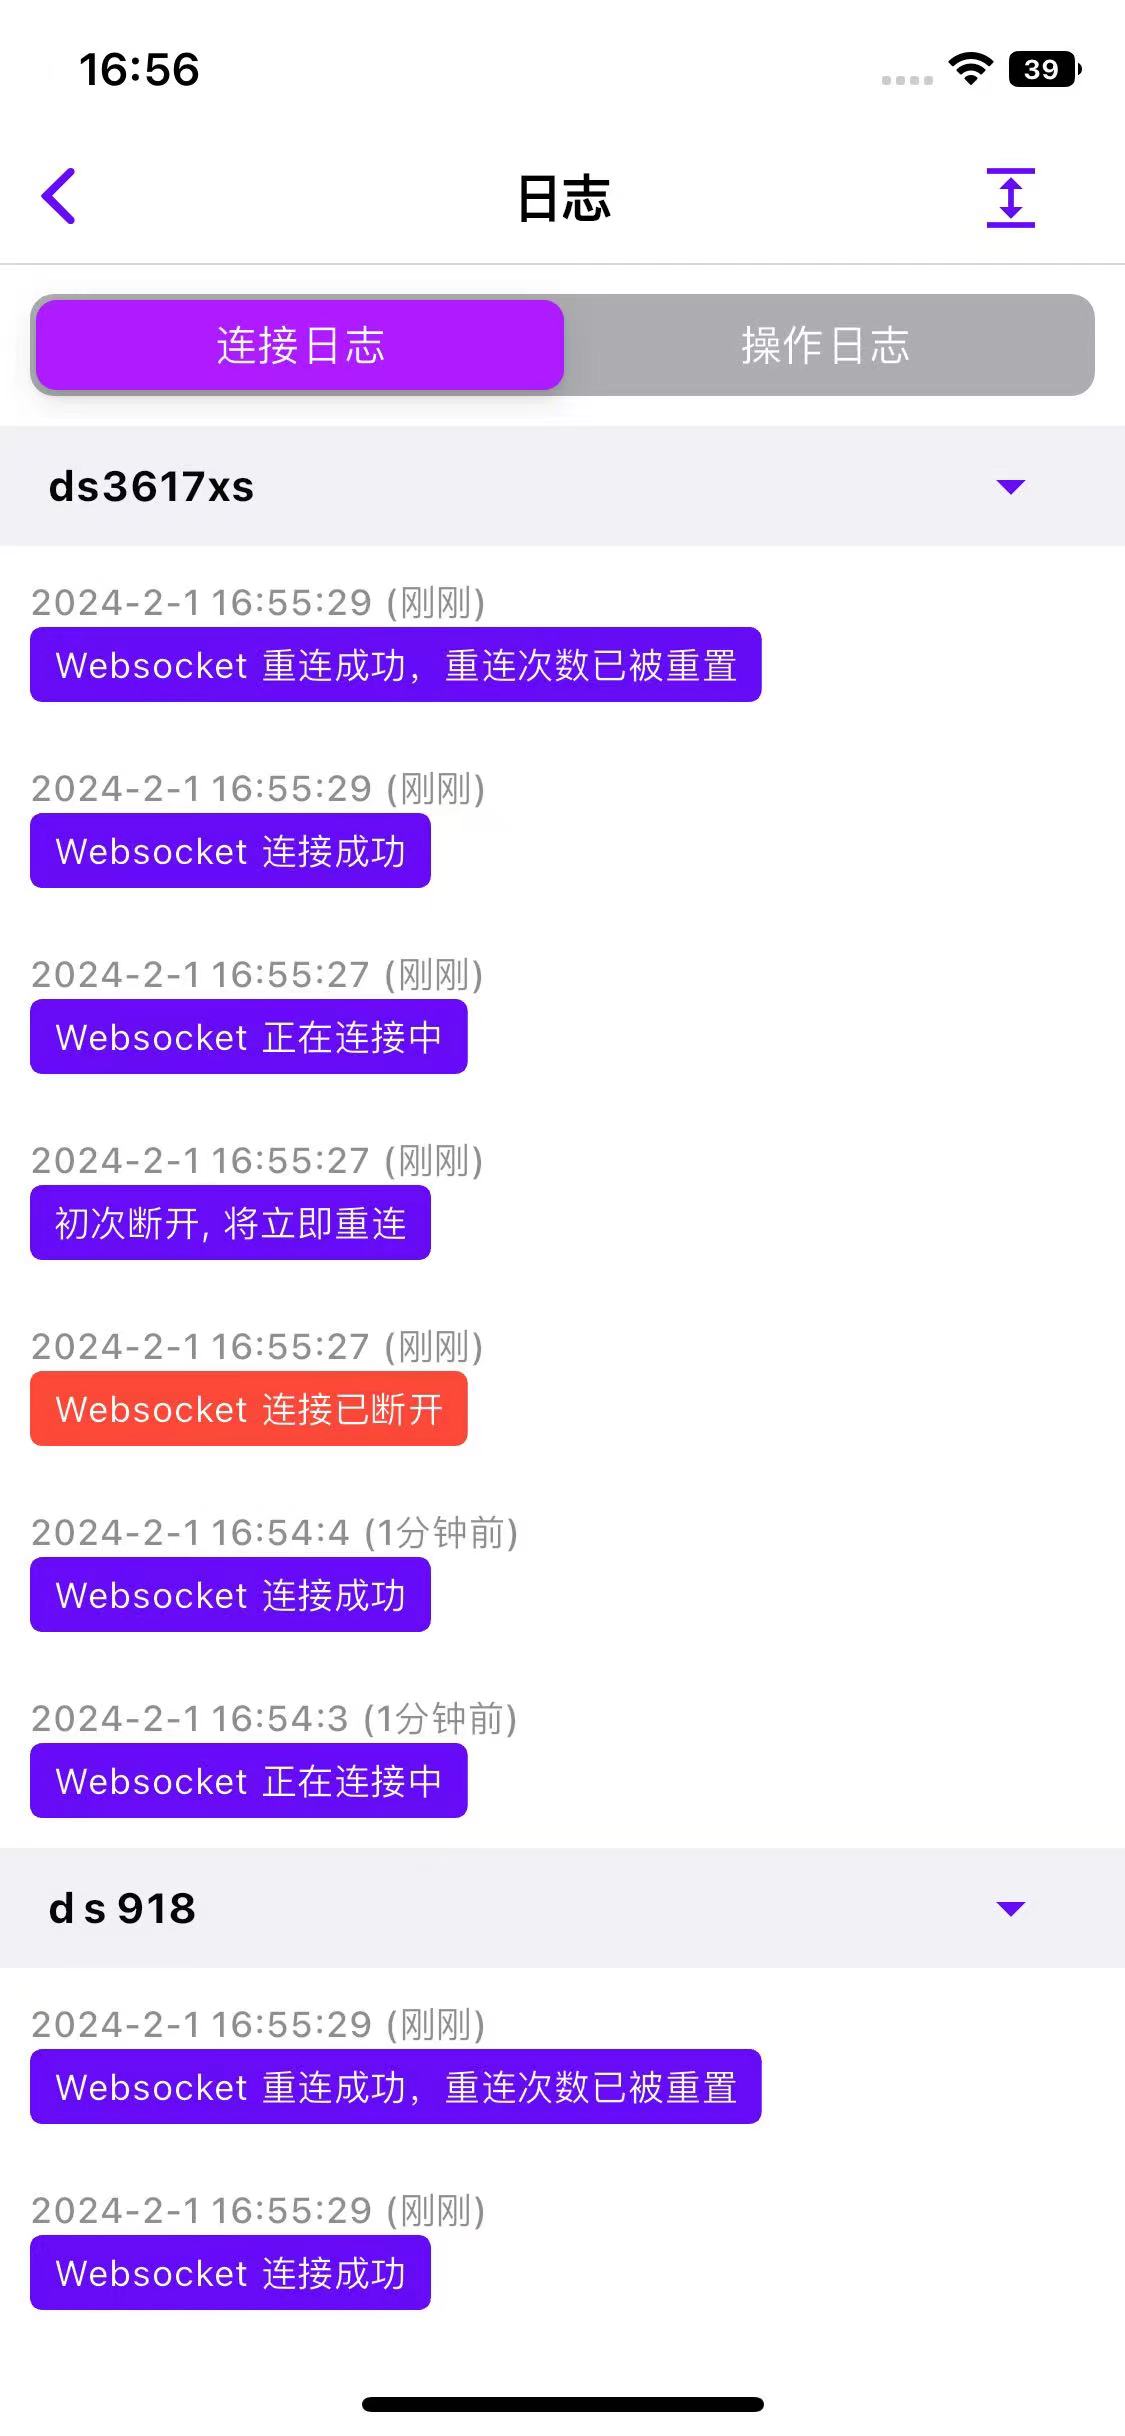 16:56
39
日志
连接日志
操作日志
ds3617xs
2024-2-1 16:55:29 (刚刚)
Websocket 重连成功，重连次数已被重置
2024-2-1 16:55:29 (刚刚)
Websocket 连接成功
2024-2-1 16:55:27 (刚刚)
Websocket 正在连接中
2024-2-1 16:55:27 (刚刚)
初次断开, 将立即重连
2024-2-1 16:55:27 (刚刚)
Websocket 连接已断开
2024-2-1 16:54:4 (1分钟前)
Websocket 连接成功
2024-2-1 16:54:3 (1分钟前)
Websocket 正在连接中
d s 918
2024-2-1 16:55:29 (刚刚)
Websocket 重连成功，重连次数已被重置
2024-2-1 16:55:29 (刚刚)
Websocket 连接成功